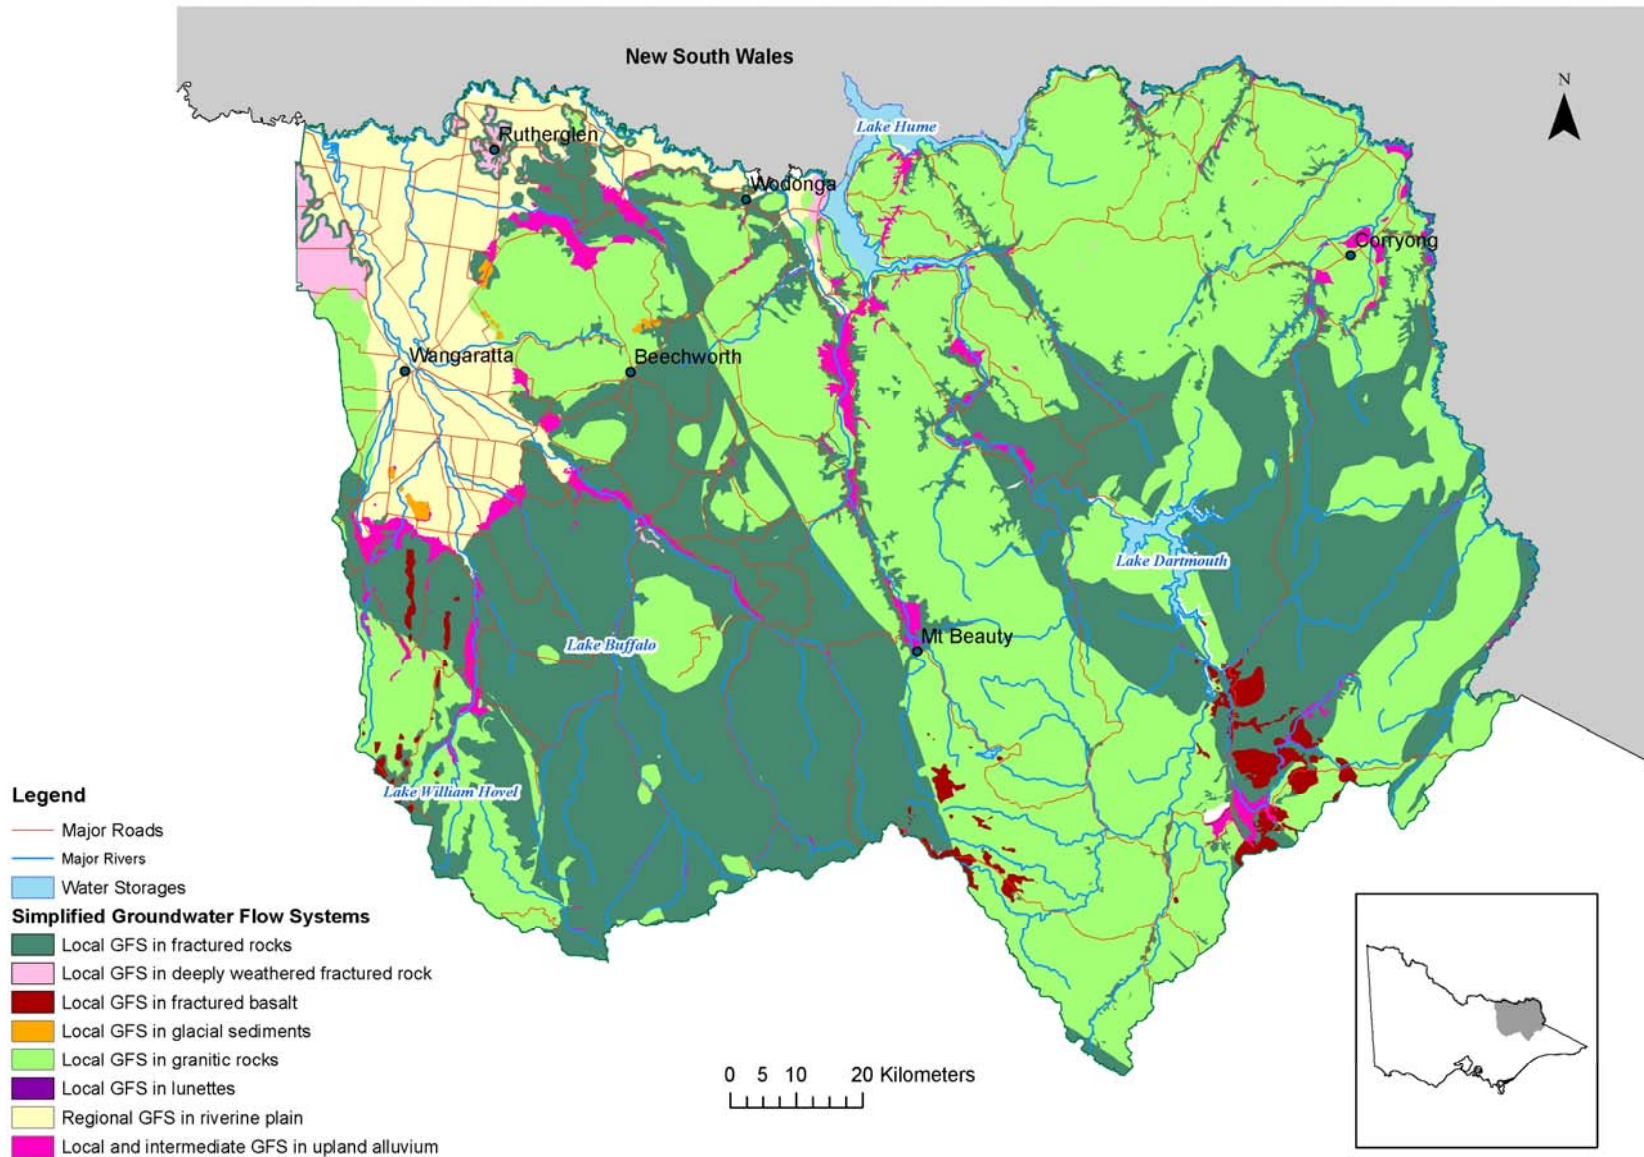 New South Wales
N
Lake Hume
Rutherglen
Wodonga
Corryong
Wangaratta
Beechworth
Lake Dartmouth
Mt Beauty
Lake Buffalo
Lake William Hovel
Legend
Major Roads
Major Rivers
Water Storages
Simplified Groundwater Flow Systems
Local GFS in fractured rocks
Local GFS in deeply weathered fractured rock
Local GFS in fractured basalt
Local GFS in glacial sediments
Local GFS in granitic rocks
Local GFS in lunettes
Regional GFS in riverine plain
Local and intermediate GFS in upland alluvium
0 5 10 20 Kilometers